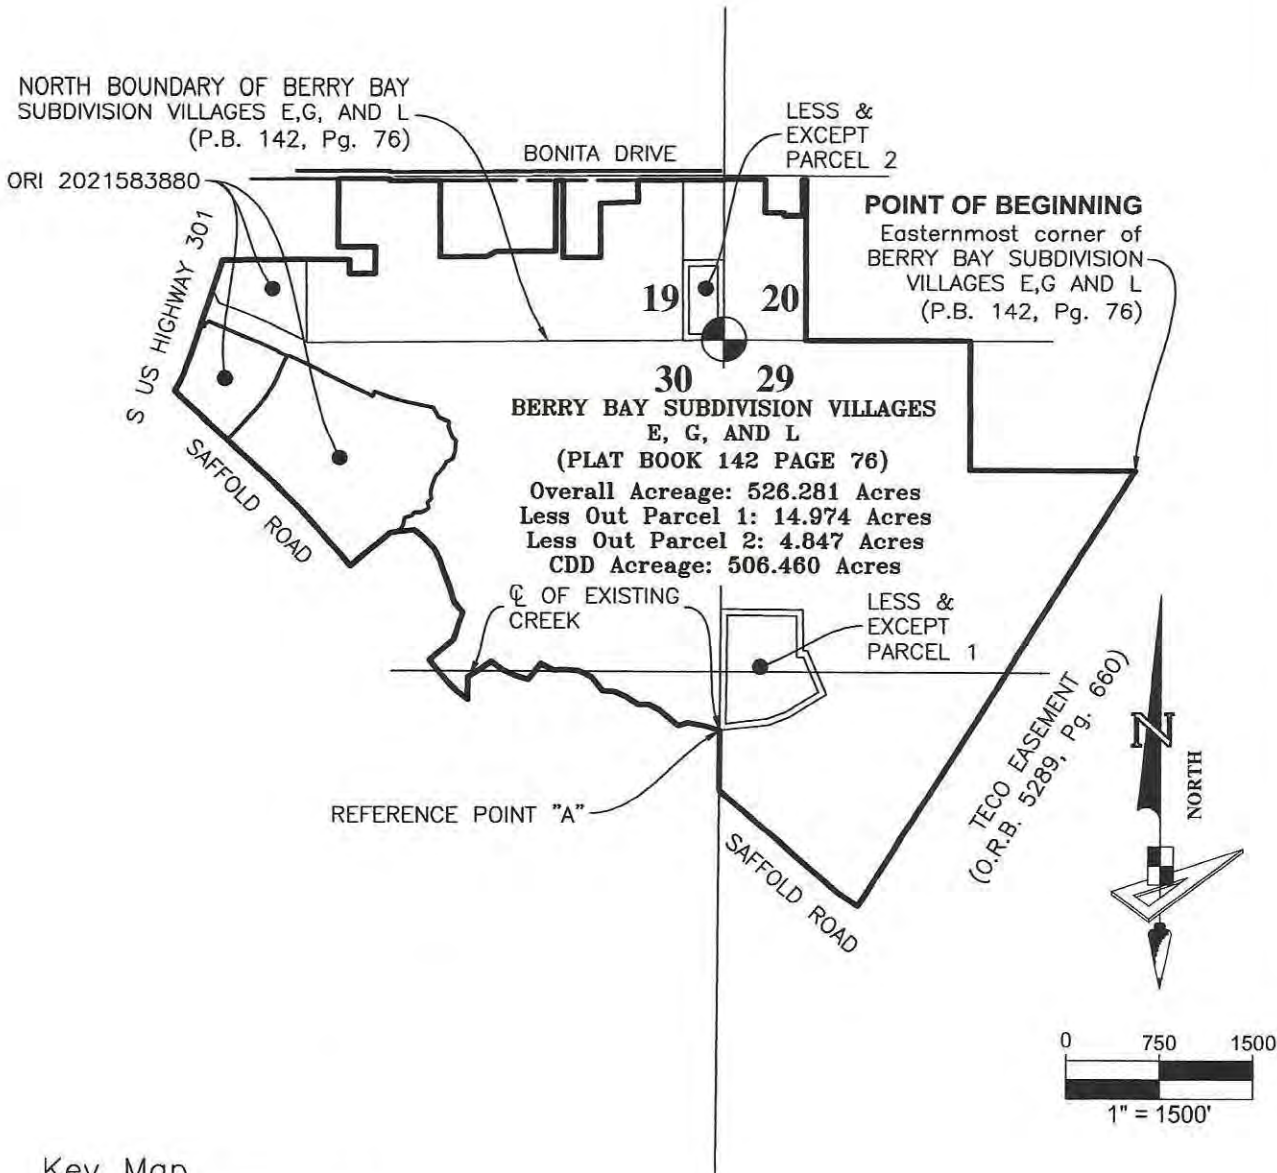 NORTH BOUNDARY OF BERRY BAY
SUBDIVISION VILLAGES E,G, AND L
(P.B. 142, Pg. 76)
LESS &
EXCEPT
PARCEL 2
BONITA DRIVE
ORI 2021583880
S US HIGHWAY 301
POINT OF BEGINNING
Easternmost corner of
BERRY BAY SUBDIVISION
VILLAGES E,G AND L
(P.B. 142, Pg. 76)
19
20
30
29
BERRY BAY SUBDIVISION VILLAGES
E, G, AND L
(PLAT BOOK 142 PAGE 76)
Overall Acreage: 526.281 Acres
Less Out Parcel 1: 14.974 Acres
Less Out Parcel 2: 4.847 Acres
CDD Acreage: 506.460 Acres
SAFFOLD ROAD
℄ OF EXISTING
CREEK
LESS &
EXCEPT
PARCEL 1
TECO EASEMENT
(O.R.B. 5289, Pg. 660)
N
NORTH
REFERENCE POINT "A"
SAFFOLD ROAD
0 750 1500
1" = 1500'
Key Map